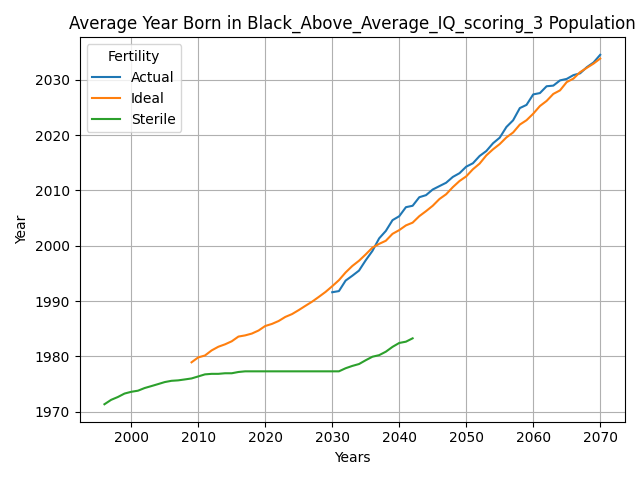 Average Year Born in Black_Above_Average_IQ_scoring_3 Population
Fertility
Actual
Ideal
Sterile
Year
2030
2020
2010
2000
1990
1980
1970
2000 2010 2020 2030 2040 2050 2060 2070
Years